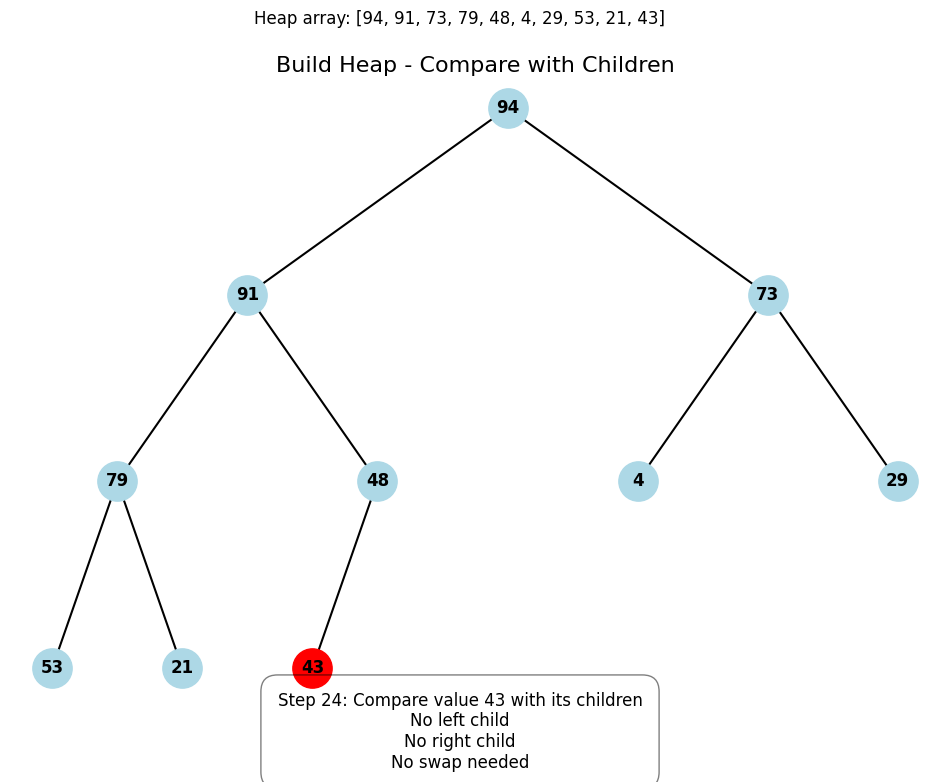 Heap array: [94, 91, 73, 79, 48, 4, 29, 53, 21, 43]
Build Heap - Compare with Children
94
91
73
79
48
4
29
53
21
43
Step 24: Compare value 43 with its children
No left child
No right child
No swap needed